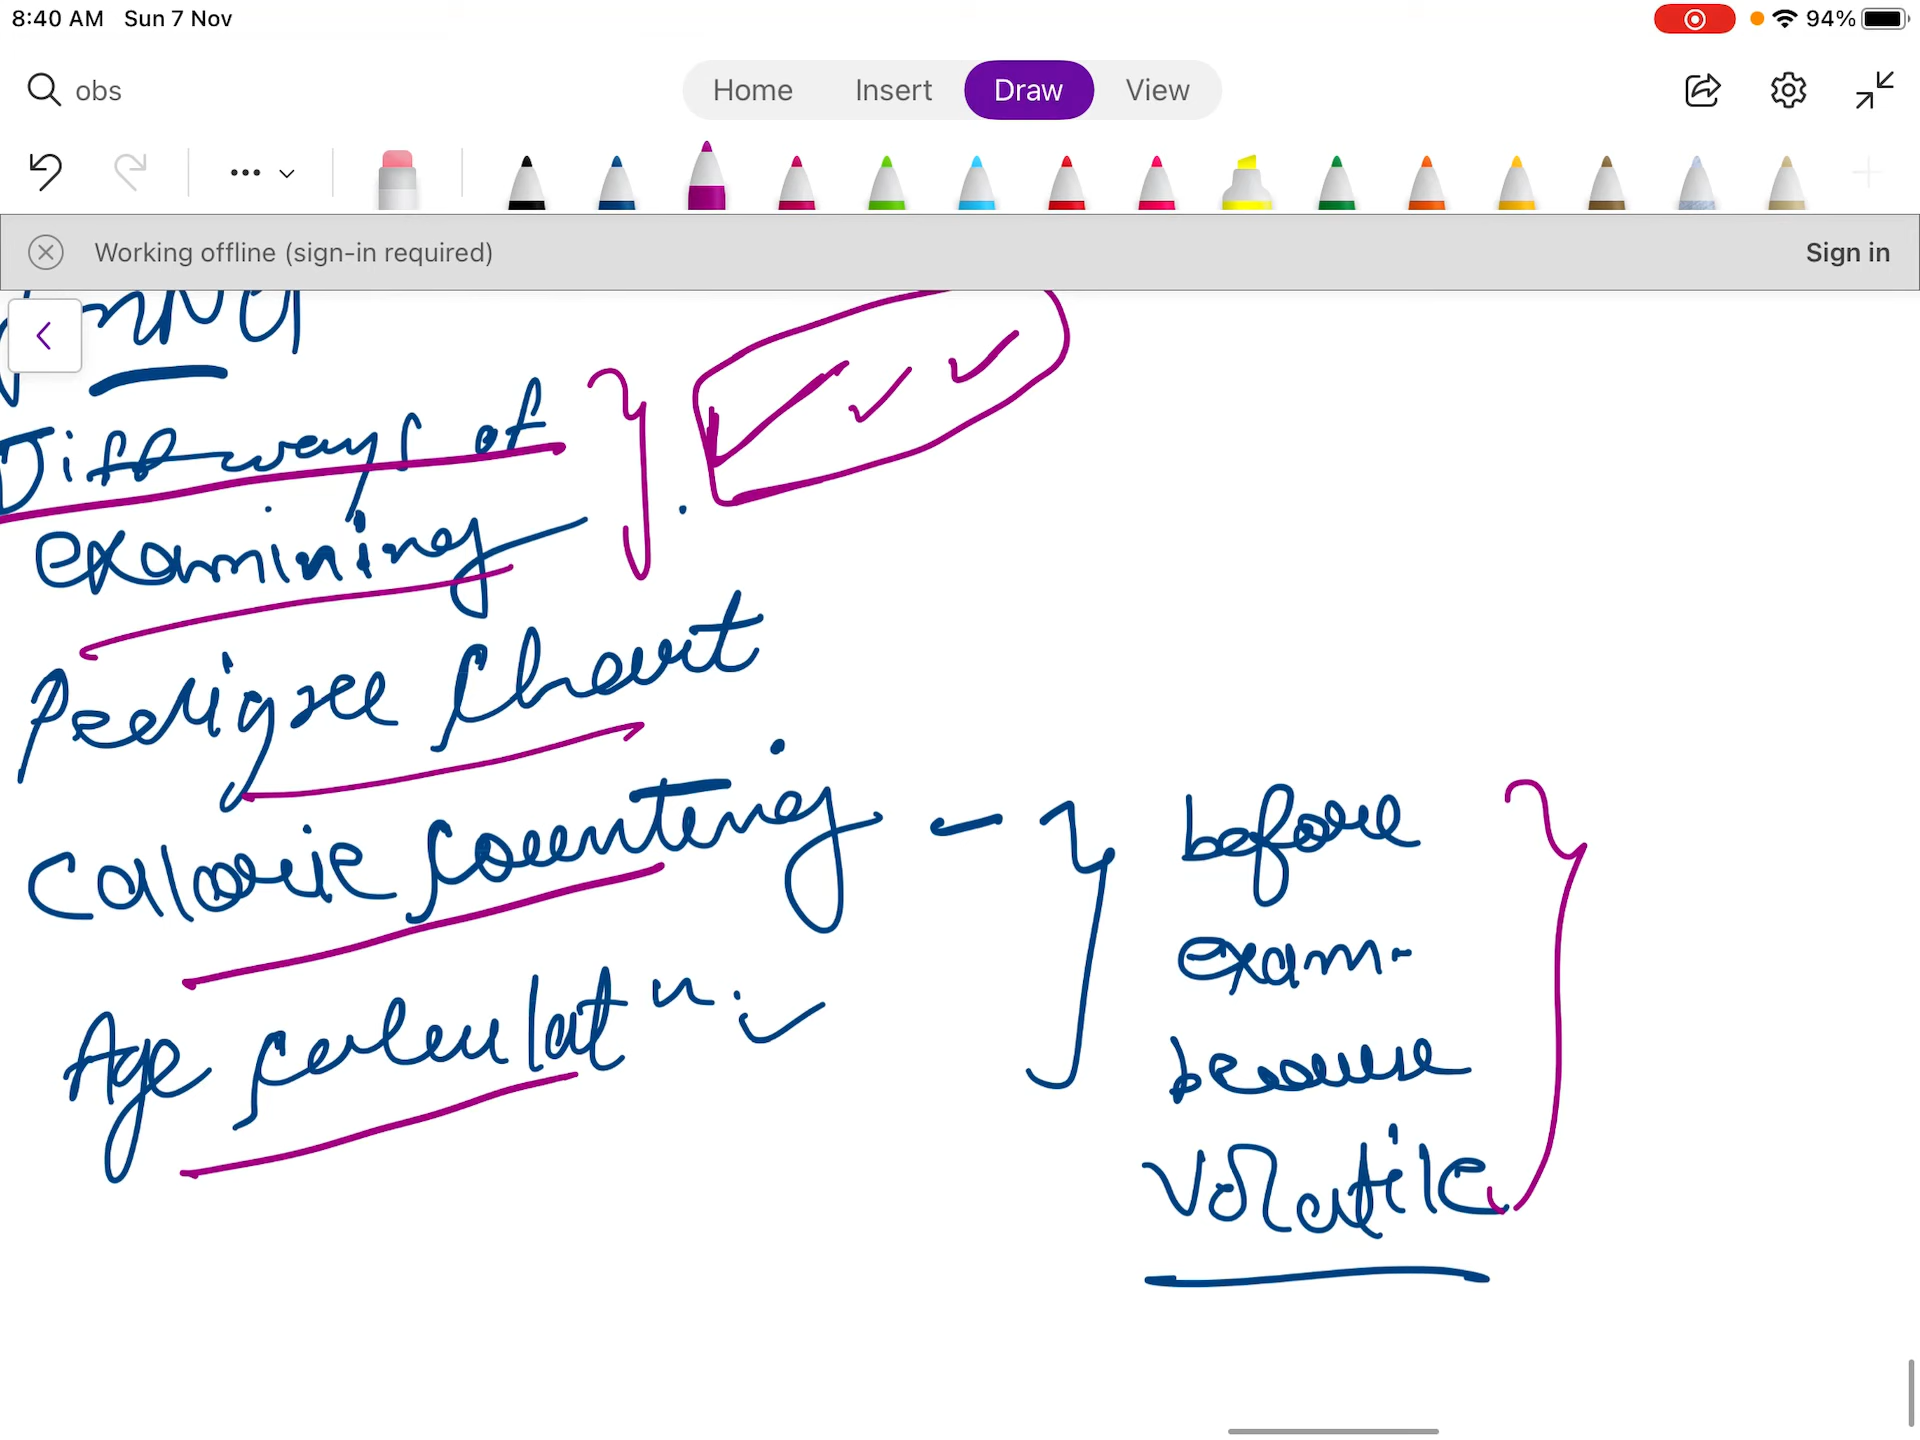 8:40 AM Sun 7 Nov 94%
obs Home Insert Draw View
Working offline (sign-in required) Sign in
Diff ways of
examining
Pedigree Chart
Calorie Counting - before
exam.
because
Volatile
Age calculatn.